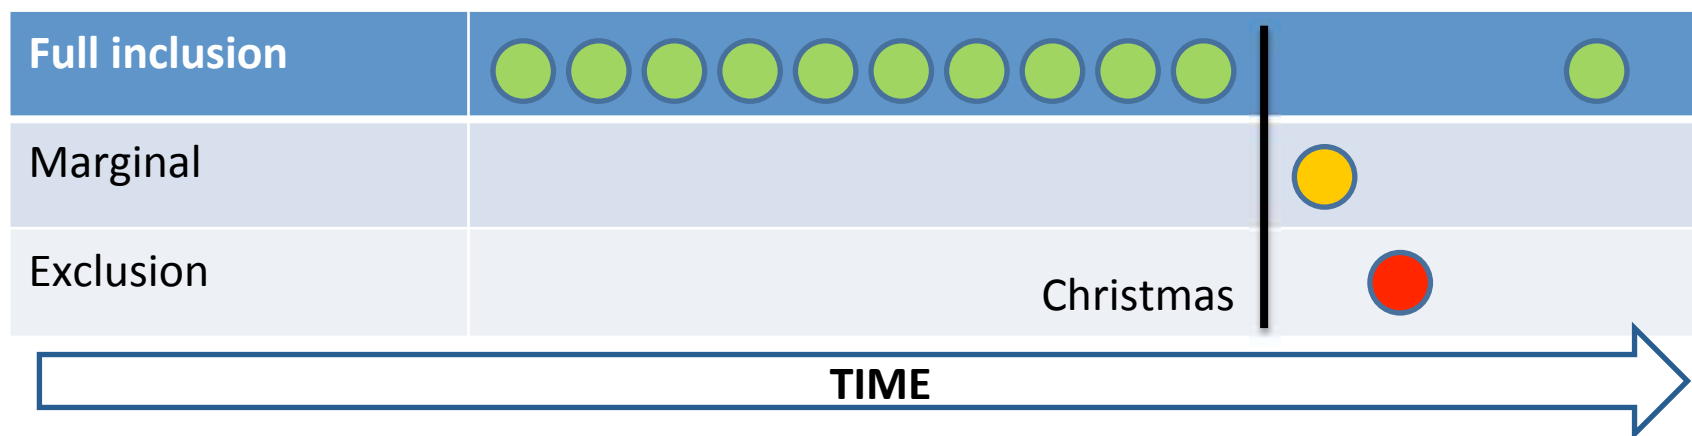 Full inclusion
Marginal
Exclusion
Christmas
TIME